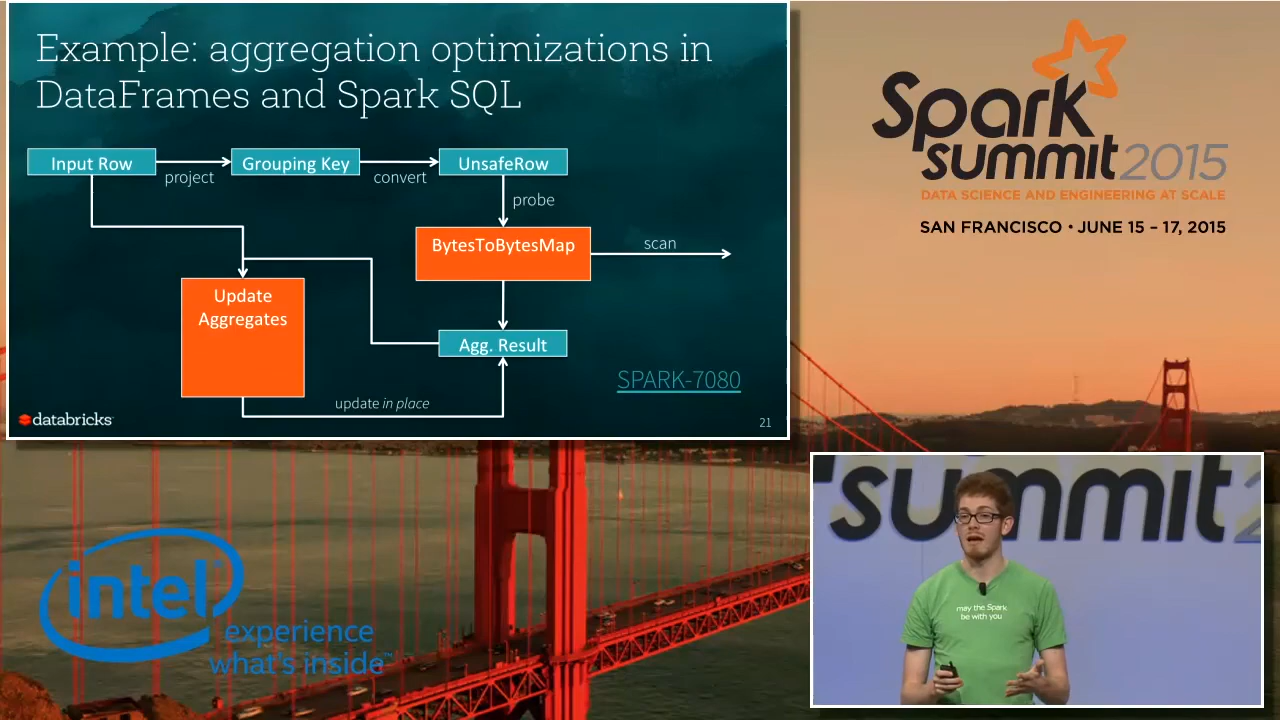 Example: aggregation optimizations in
DataFrames and Spark SQL
Input Row
project
Grouping Key
convert
UnsafeRow
probe
BytesToBytesMap
scan
Update
Aggregates
Agg. Result
SPARK-7080
update in place
databricks
21
Spark
summit 2015
DATA SCIENCE AND ENGINEERING AT SCALE
SAN FRANCISCO • JUNE 15 – 17, 2015
intel
experience
what's inside™
summit 2
may the Spark
be with you